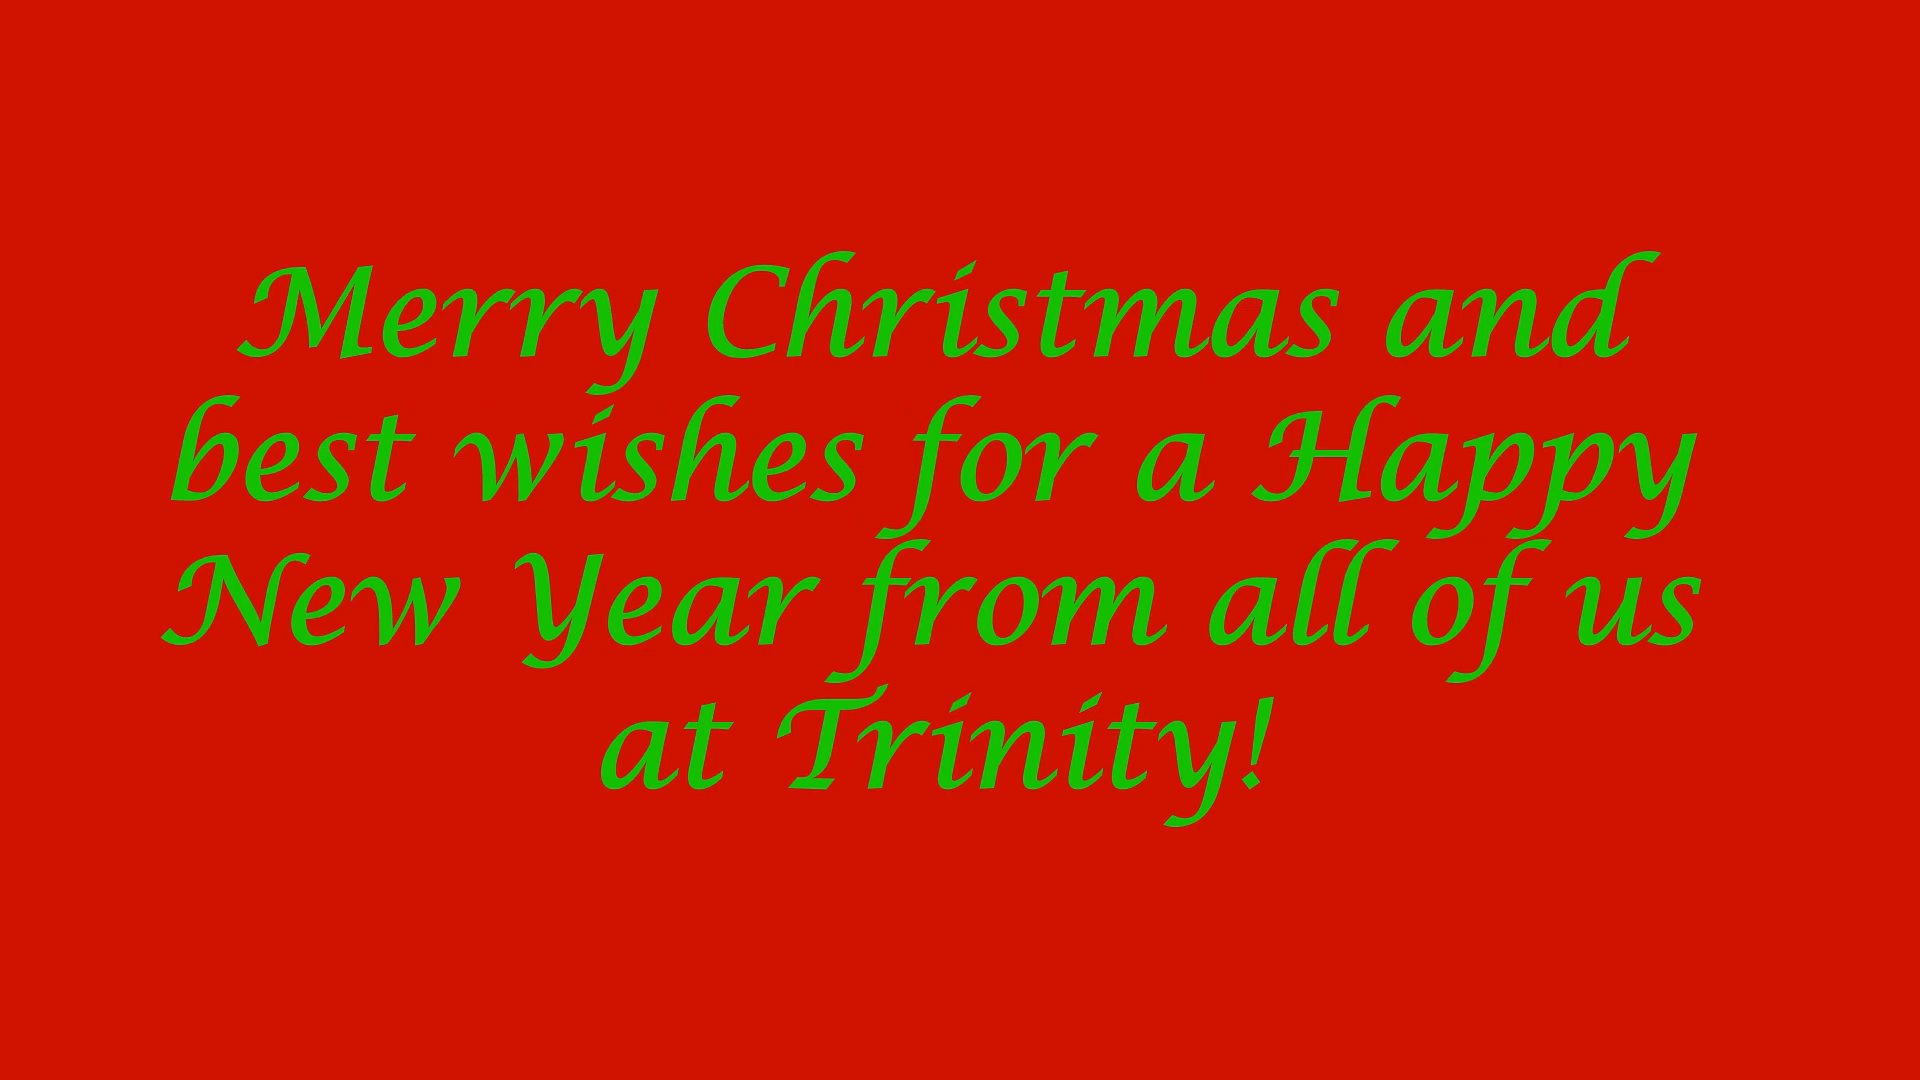 Merry Christmas and
best wishes for a Happy
New Year from all of us
at Trinity!